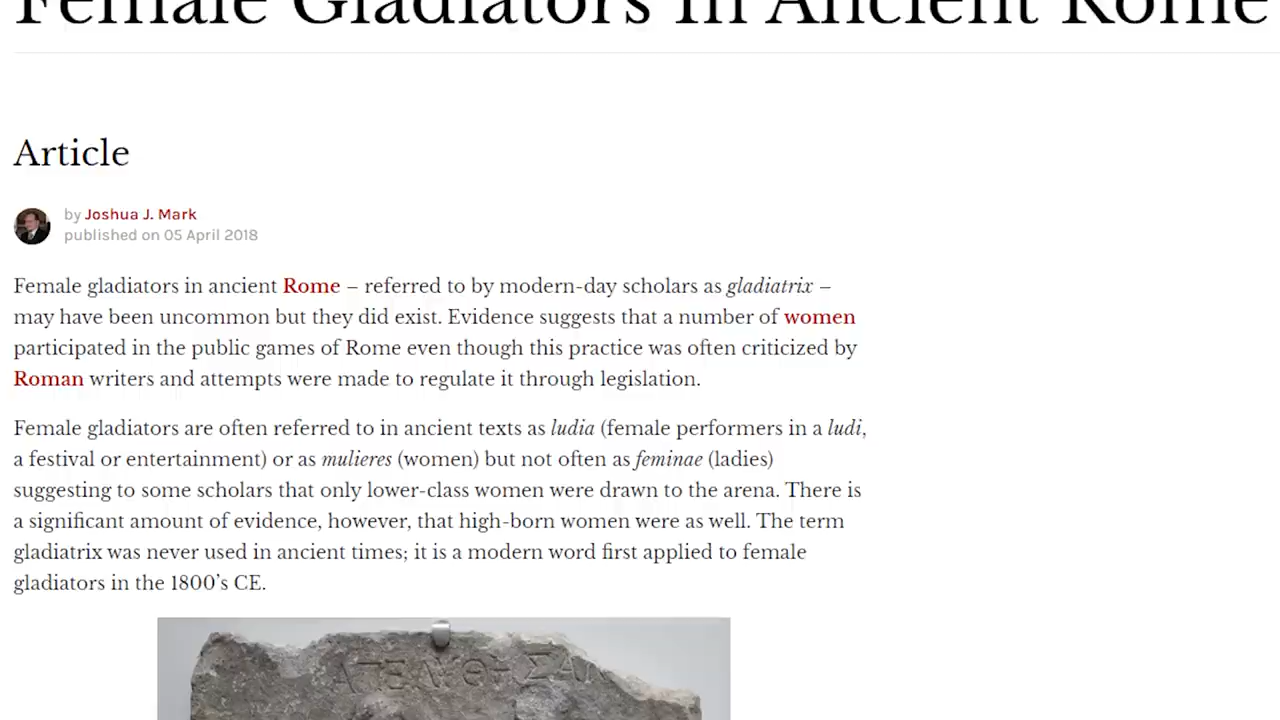 Female Gladiators In Ancient Rome
Article
by Joshua J. Mark
published on 05 April 2018
Female gladiators in ancient Rome – referred to by modern-day scholars as gladiatrix –
may have been uncommon but they did exist. Evidence suggests that a number of women
participated in the public games of Rome even though this practice was often criticized by
Roman writers and attempts were made to regulate it through legislation.
Female gladiators are often referred to in ancient texts as ludia (female performers in a ludi,
a festival or entertainment) or as mulieres (women) but not often as feminae (ladies)
suggesting to some scholars that only lower-class women were drawn to the arena. There is
a significant amount of evidence, however, that high-born women were as well. The term
gladiatrix was never used in ancient times; it is a modern word first applied to female
gladiators in the 1800's CE.